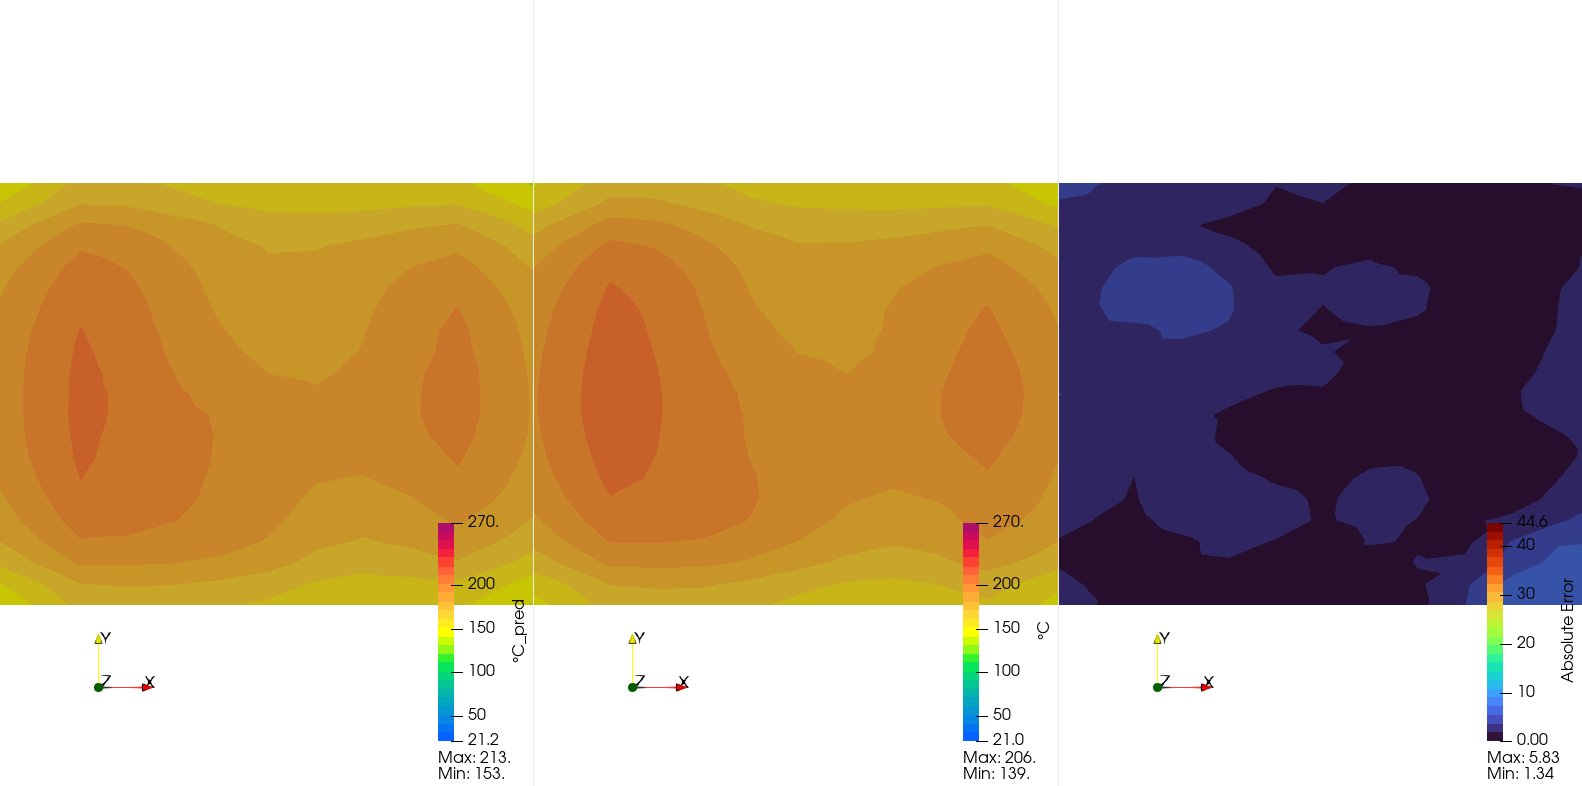 Y
Z
X
270.
200
150
100
50
21.2
°C_pred
Max: 213.
Min: 153.
Y
Z
X
270.
200
150
100
50
21.0
°C
Max: 206.
Min: 139.
Y
Z
X
44.6
40
30
20
10
0.00
Absolute Error
Max: 5.83
Min: 1.34